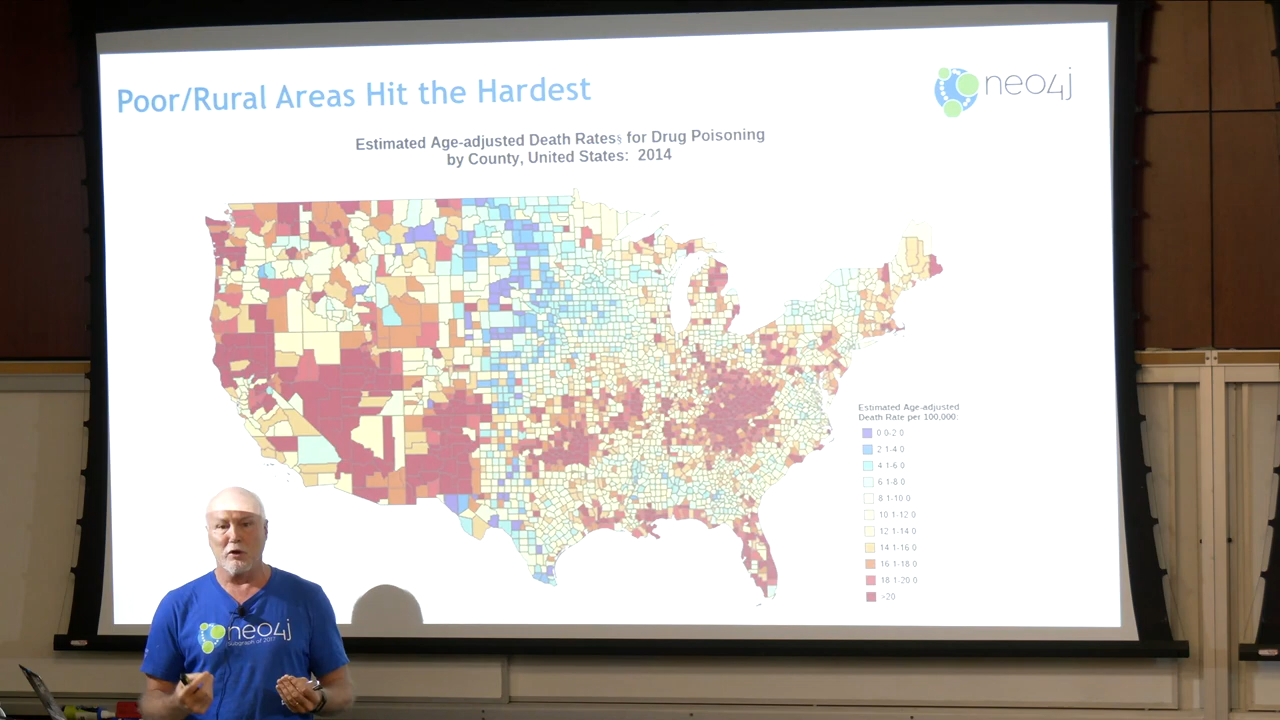 Poor/Rural Areas Hit the Hardest
neo4j
Estimated Age-adjusted Death Rates§ for Drug Poisoning
by County, United States: 2014
Estimated Age-adjusted
Death Rate per 100,000:
0.0-2.0
2.1-4.0
4.1-6.0
6.1-8.0
8.1-10.0
10.1-12.0
12.1-14.0
14.1-16.0
16.1-18.0
18.1-20.0
>20
neo4j
Subgraph of 2017